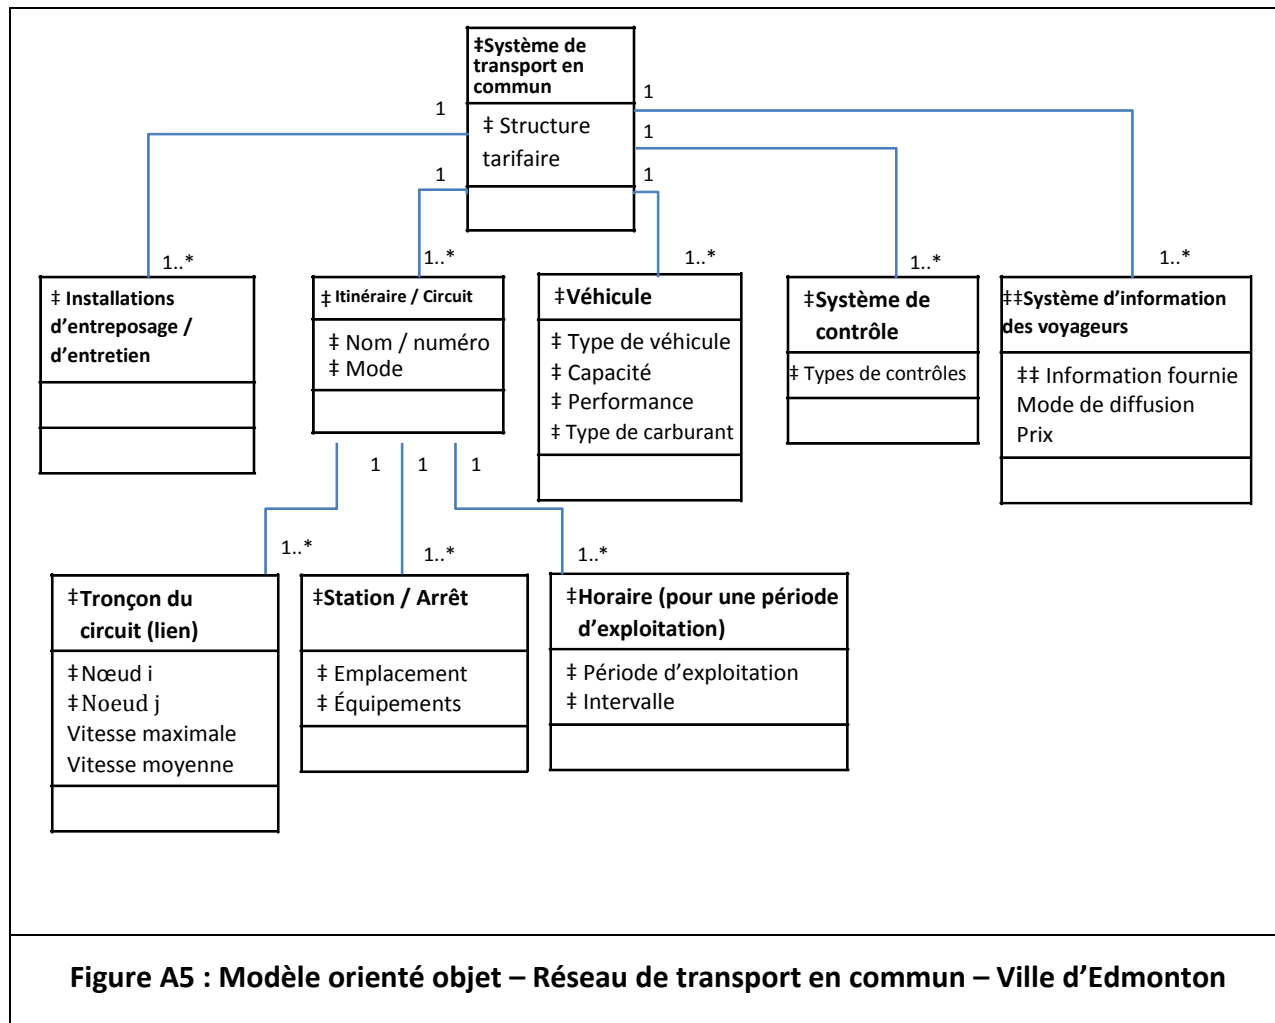 ‡Système de
transport en
commun
‡ Structure
tarifaire
1
1
1
1
1
1..*
1..*
1..*
1..*
1..*
‡ Installations
d'entreposage /
d'entretien
‡ Itinéraire / Circuit
‡ Nom / numéro
‡ Mode
‡Véhicule
‡ Type de véhicule
‡ Capacité
‡ Performance
‡ Type de carburant
‡Système de
contrôle
‡ Types de contrôles
‡‡Système d'information
des voyageurs
‡‡ Information fournie
Mode de diffusion
Prix
1
1
1
1..*
1..*
1..*
‡Tronçon du
circuit (lien)
‡Nœud i
‡Noeud j
Vitesse maximale
Vitesse moyenne
‡Station / Arrêt
‡ Emplacement
‡ Équipements
‡Horaire (pour une période
d'exploitation)
‡ Période d'exploitation
‡ Intervalle
Figure A5 : Modèle orienté objet – Réseau de transport en commun – Ville d'Edmonton